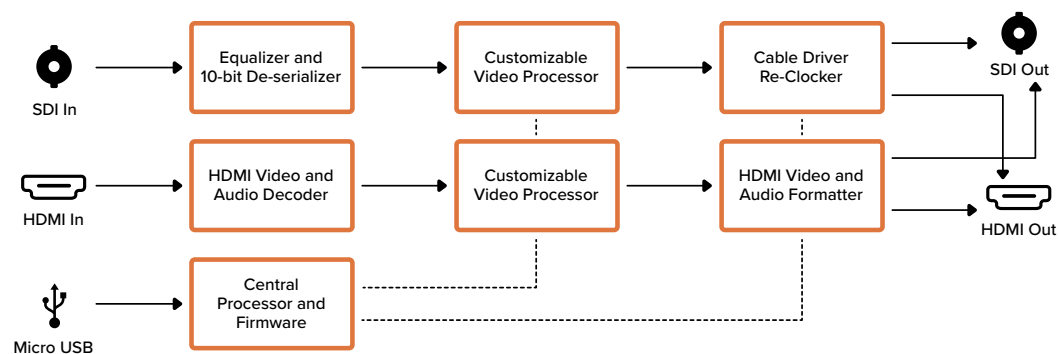 SDI In
Equalizer and
10-bit De-serializer
Customizable
Video Processor
Cable Driver
Re-Clocker
SDI Out
HDMI In
HDMI Video and
Audio Decoder
Customizable
Video Processor
HDMI Video and
Audio Formatter
HDMI Out
Micro USB
Central
Processor and
Firmware